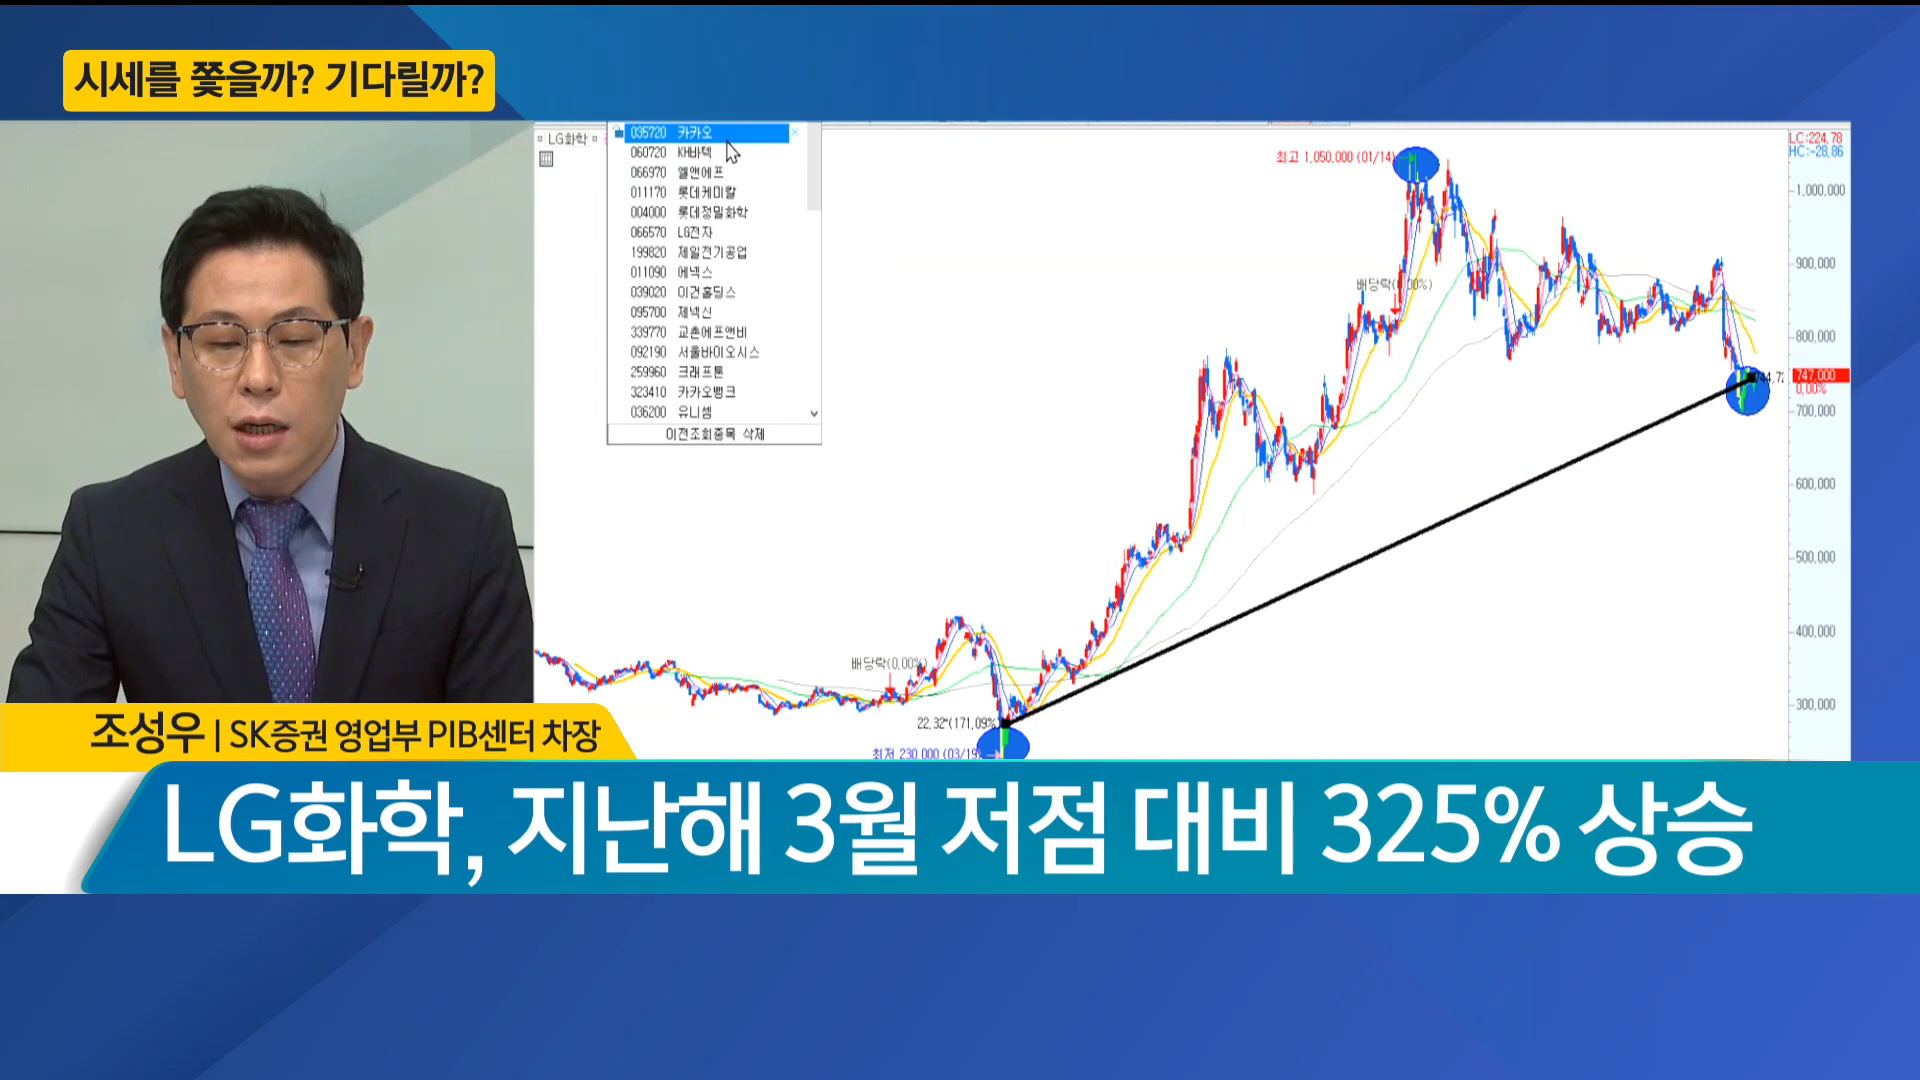 시세를 쫓을까? 기다릴까?
LG화학
035720 카카오
060720 KH바텍
066970 엘앤에프
011170 롯데케미칼
004000 롯데정밀화학
066570 LG전자
199820 제일전기공업
011090 에넥스
039020 이건홀딩스
095700 제넥신
339770 교촌에프앤비
092190 서울바이오시스
259960 크래프톤
323410 카카오뱅크
036200 유니셈
이전조회종목 삭제
최고 1,050,000 (01/14)
LC:224.78
HC:-28.86
1,000,000
900,000
배당락(0.00%)
800,000
747,000
0.00%
700,000
600,000
500,000
400,000
배당락(0.00%)
300,000
22.32*(171.09%
최저 230,000 (03/19)
조성우 | SK증권 영업부 PIB센터 차장
LG화학, 지난해 3월 저점 대비 325% 상승